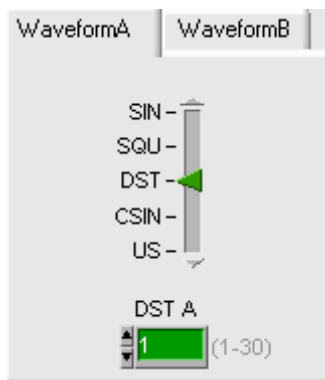 WaveformA WaveformB
SIN
SQU
DST
CSIN
US
DST A
1 (1-30)